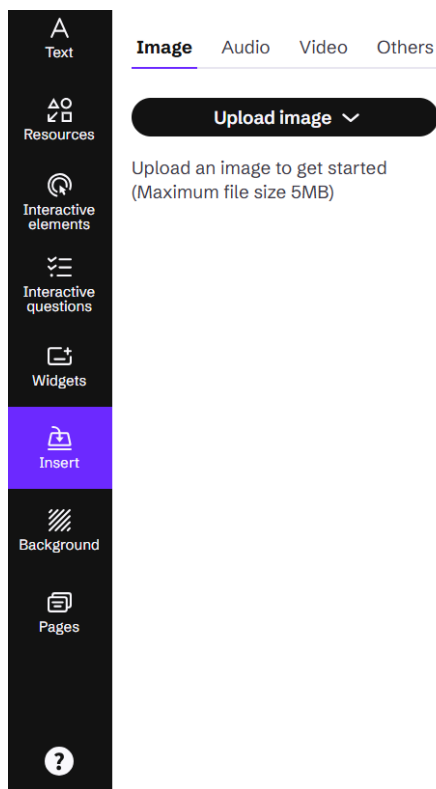 Text
Resources
Interactive
elements
Interactive
questions
Widgets
Insert
Background
Pages
?
Image Audio Video Others
Upload image
Upload an image to get started
(Maximum file size 5MB)